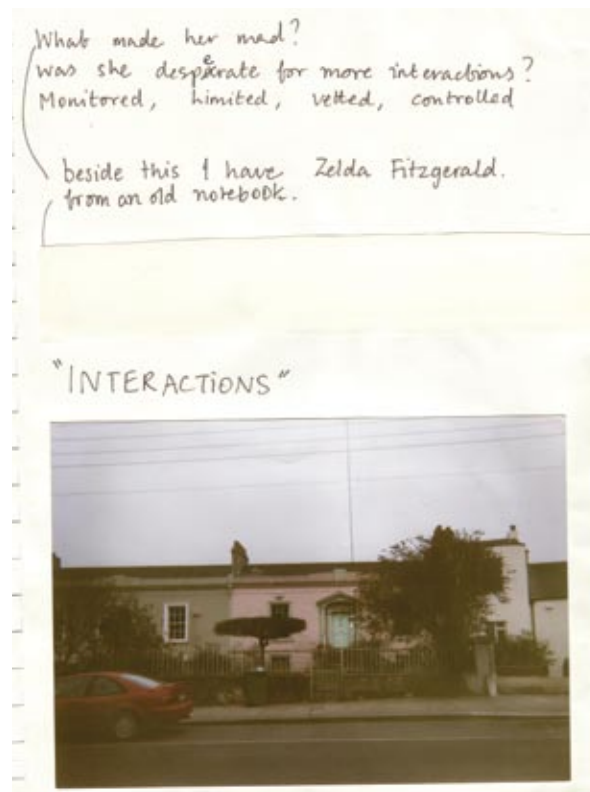 What made her mad?
was she desperate for more interactions?
Monitored, limited, vetted, controlled
beside this I have Zelda Fitzgerald.
from an old notebook.
"INTERACTIONS"